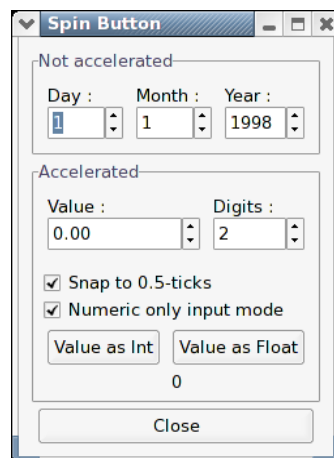 Spin Button
Not accelerated
Day : Month : Year :
1 1 1998
Accelerated
Value : Digits :
0.00 2
Snap to 0.5-ticks
Numeric only input mode
Value as Int Value as Float
0
Close